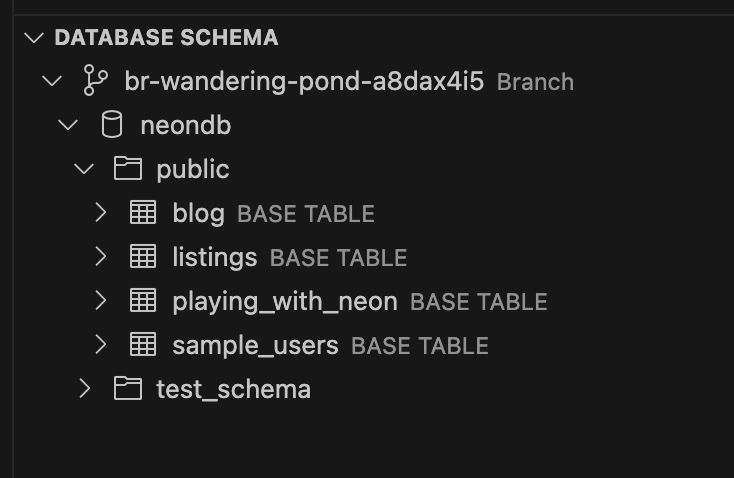 DATABASE SCHEMA
br-wandering-pond-a8dax4i5 Branch
neondb
public
blog BASE TABLE
listings BASE TABLE
playing_with_neon BASE TABLE
sample_users BASE TABLE
test_schema